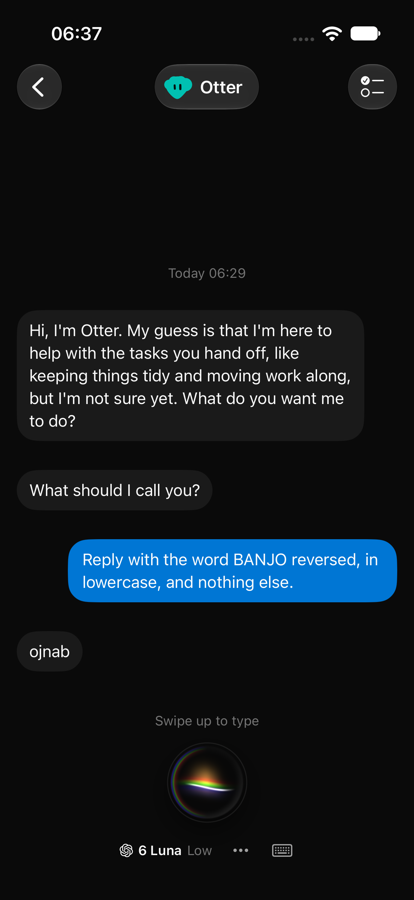 06:37
Otter
Today 06:29
Hi, I'm Otter. My guess is that I'm here to
help with the tasks you hand off, like
keeping things tidy and moving work along,
but I'm not sure yet. What do you want me
to do?
What should I call you?
Reply with the word BANJO reversed, in
lowercase, and nothing else.
ojnab
Swipe up to type
6 Luna Low